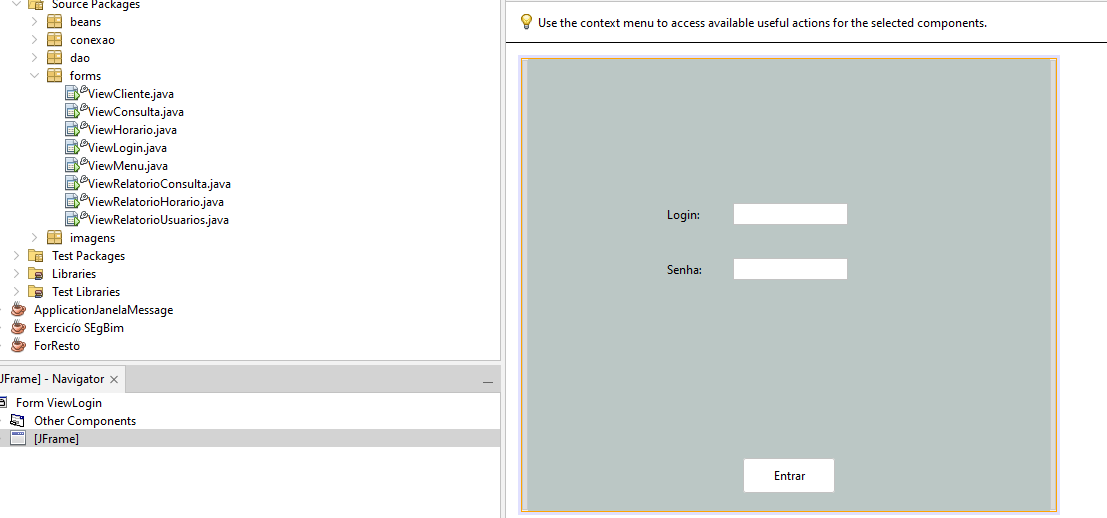 Source Packages
beans
conexao
dao
forms
ViewCliente.java
ViewConsulta.java
ViewHorario.java
ViewLogin.java
ViewMenu.java
ViewRelatorioConsulta.java
ViewRelatorioHorario.java
ViewRelatorioUsuarios.java
imagens
Test Packages
Libraries
Test Libraries
ApplicationJanelaMessage
Exercicío SEgBim
ForResto
JFrame] - Navigator
Form ViewLogin
Other Components
[JFrame]
Use the context menu to access available useful actions for the selected components.
Login:
Senha:
Entrar